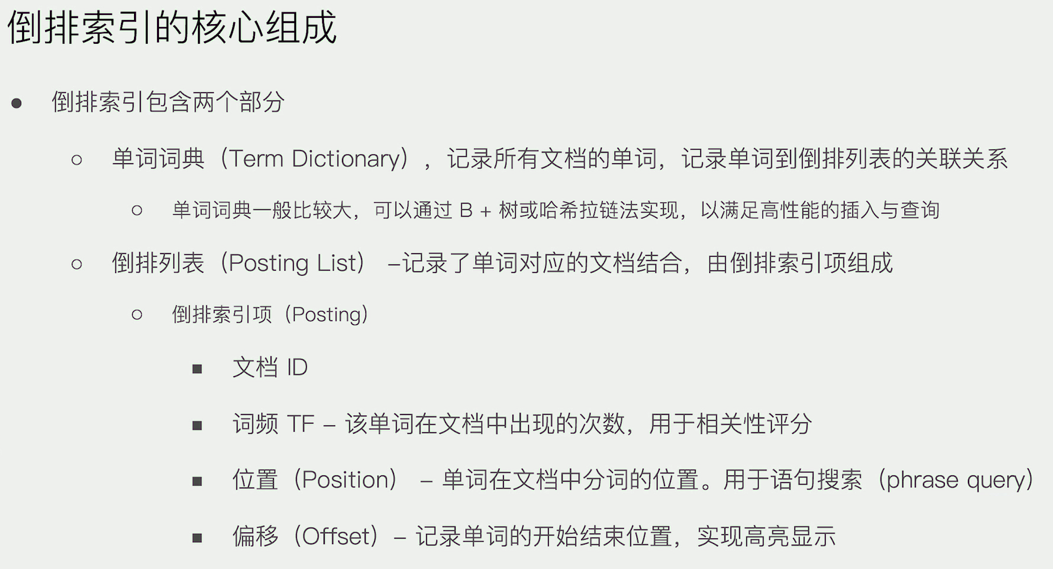 倒排索引的核心组成
● 倒排索引包含两个部分
○ 单词词典（Term Dictionary），记录所有文档的单词，记录单词到倒排列表的关联关系
○ 单词词典一般比较大，可以通过 B + 树或哈希拉链法实现，以满足高性能的插入与查询
○ 倒排列表（Posting List） –记录了单词对应的文档结合，由倒排索引项组成
○ 倒排索引项（Posting）
■ 文档 ID
■ 词频 TF – 该单词在文档中出现的次数，用于相关性评分
■ 位置（Position） – 单词在文档中分词的位置。用于语句搜索（phrase query）
■ 偏移（Offset）– 记录单词的开始结束位置，实现高亮显示